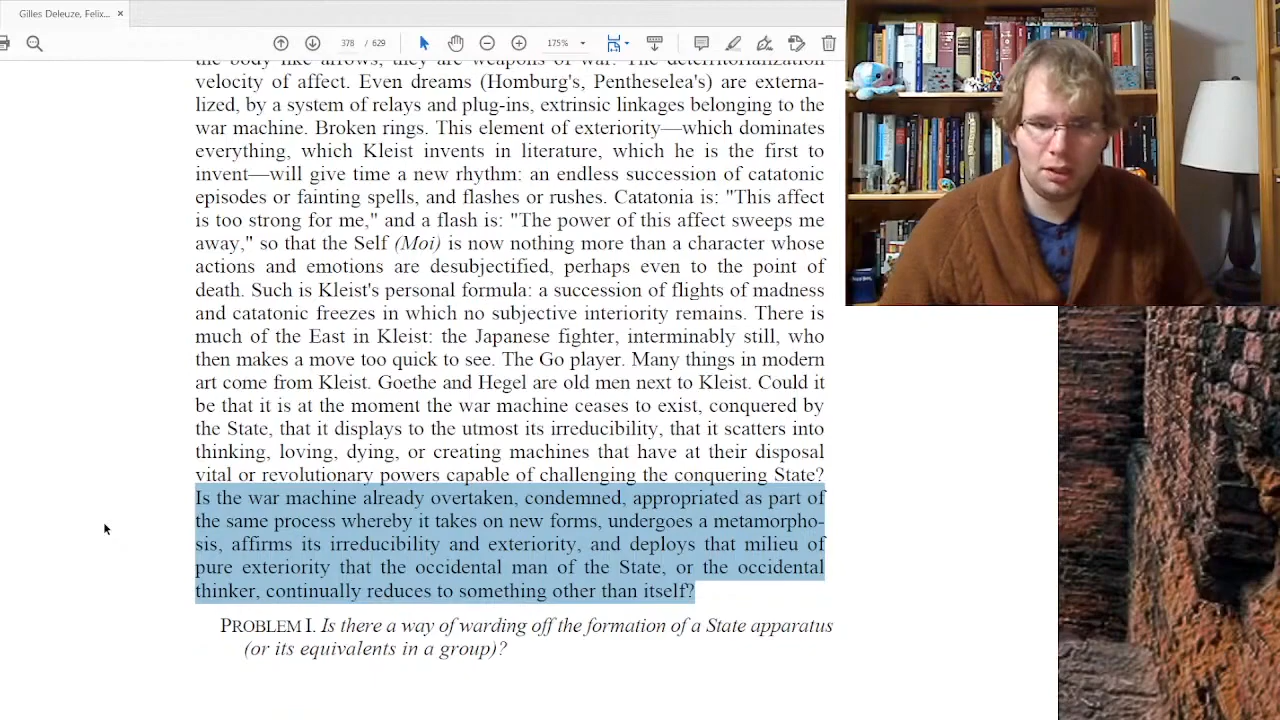 Gilles Deleuze, Felix...
378 / 629
175%
the body like arrows, they are weapons of war. The deterritorialization
velocity of affect. Even dreams (Homburg's, Pentheselea's) are externa-
lized, by a system of relays and plug-ins, extrinsic linkages belonging to the
war machine. Broken rings. This element of exteriority—which dominates
everything, which Kleist invents in literature, which he is the first to
invent—will give time a new rhythm: an endless succession of catatonic
episodes or fainting spells, and flashes or rushes. Catatonia is: "This affect
is too strong for me," and a flash is: "The power of this affect sweeps me
away," so that the Self (Moi) is now nothing more than a character whose
actions and emotions are desubjectified, perhaps even to the point of
death. Such is Kleist's personal formula: a succession of flights of madness
and catatonic freezes in which no subjective interiority remains. There is
much of the East in Kleist: the Japanese fighter, interminably still, who
then makes a move too quick to see. The Go player. Many things in modern
art come from Kleist. Goethe and Hegel are old men next to Kleist. Could it
be that it is at the moment the war machine ceases to exist, conquered by
the State, that it displays to the utmost its irreducibility, that it scatters into
thinking, loving, dying, or creating machines that have at their disposal
vital or revolutionary powers capable of challenging the conquering State?
Is the war machine already overtaken, condemned, appropriated as part of
the same process whereby it takes on new forms, undergoes a metamorpho-
sis, affirms its irreducibility and exteriority, and deploys that milieu of
pure exteriority that the occidental man of the State, or the occidental
thinker, continually reduces to something other than itself?
PROBLEM I. Is there a way of warding off the formation of a State apparatus
(or its equivalents in a group)?